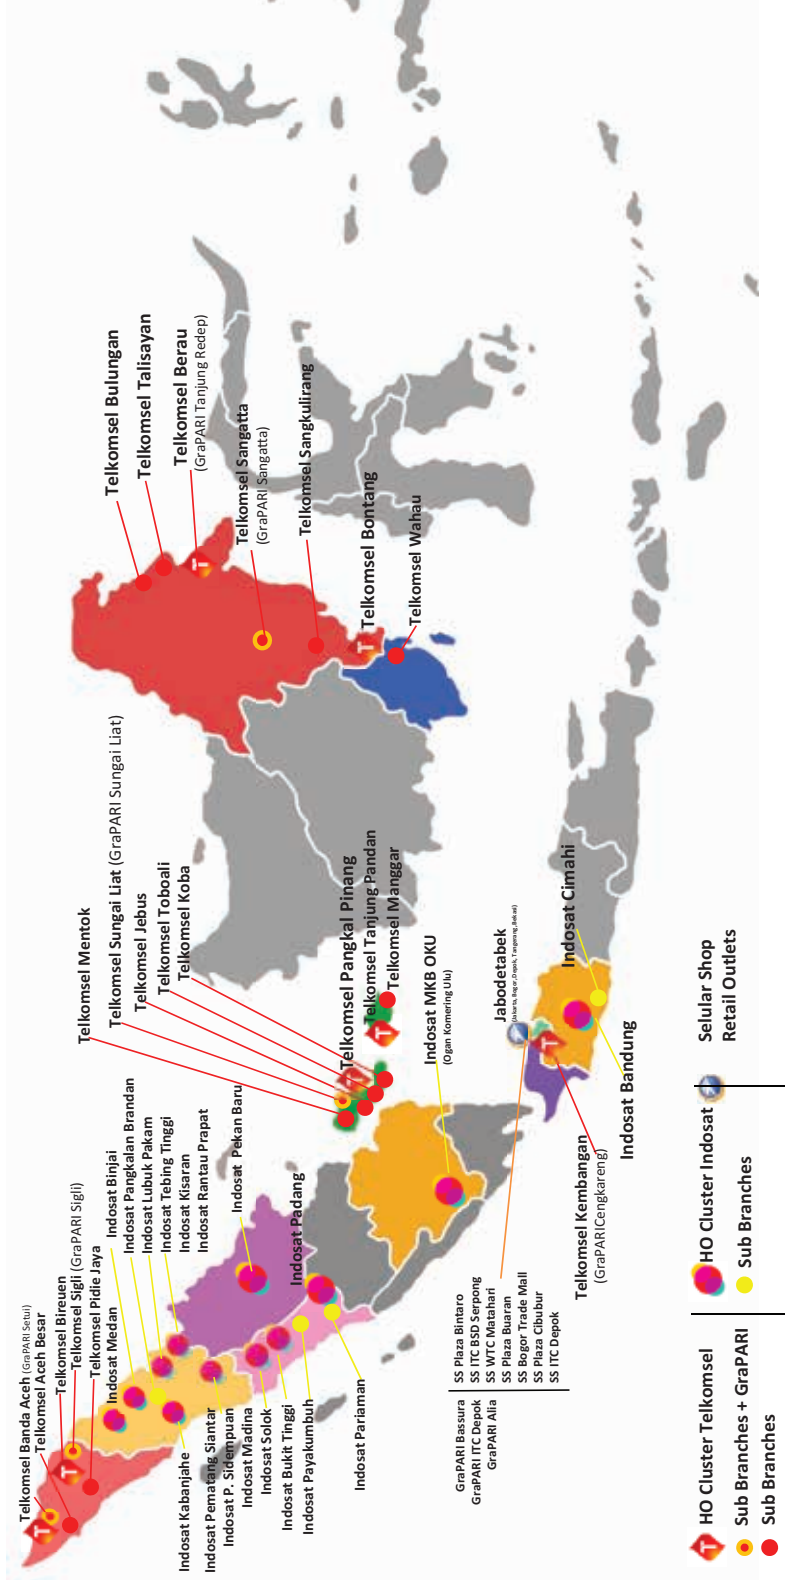 Telkomsel Banda Aceh (GraPARI Setui)
Telkomsel Aceh Besar
Telkomsel Bireuen
Telkomsel Sigli (GraPARI Sigli)
Telkomsel Pidie Jaya
Indosat Medan
Indosat Binjai
Indosat Pangkalan Brandan
Indosat Lubuk Pakam
Indosat Tebing Tinggi
Indosat Kisaran
Indosat Rantau Prapat
Indosat Pekan Baru
Indosat Padang
Telkomsel Mentok
Telkomsel Sungai Liat (GraPARI Sungai Liat)
Telkomsel Jebus
Telkomsel Toboali
Telkomsel Koba
Telkomsel Pangkal Pinang
Telkomsel Tanjung Pandan
Telkomsel Manggar
Indosat MKB OKU
(Ogan Komering Ulu)
Telkomsel Bulungan
Telkomsel Talisayan
Telkomsel Berau
(GraPARI Tanjung Redep)
Telkomsel Sangatta
(GraPARI Sangatta)
Telkomsel Sangkulirang
Telkomsel Bontang
Telkomsel Wahau
Jabodetabek
(Jakarta, Bogor, Depok, Tangerang, Bekasi)
Indosat Cimahi
Indosat Bandung
Telkomsel Kembangan
(GraPARICengkareng)
Indosat Kabanjahe
Indosat Pematang Siantar
Indosat P. Sidempuan
Indosat Madina
Indosat Solok
Indosat Bukit Tinggi
Indosat Payakumbuh
Indosat Pariaman
GraPARI Bassura
GraPARI ITC Depok
GraPARI Alia
SS Plaza Bintaro
SS ITC BSD Serpong
SS WTC Matahari
SS Plaza Buaran
SS Bogor Trade Mall
SS Plaza Cibubur
SS ITC Depok
T
T
T
T
T
T
T
T
HO Cluster Telkomsel
Sub Branches + GraPARI
Sub Branches
HO Cluster Indosat
Sub Branches
Selular Shop
Retail Outlets